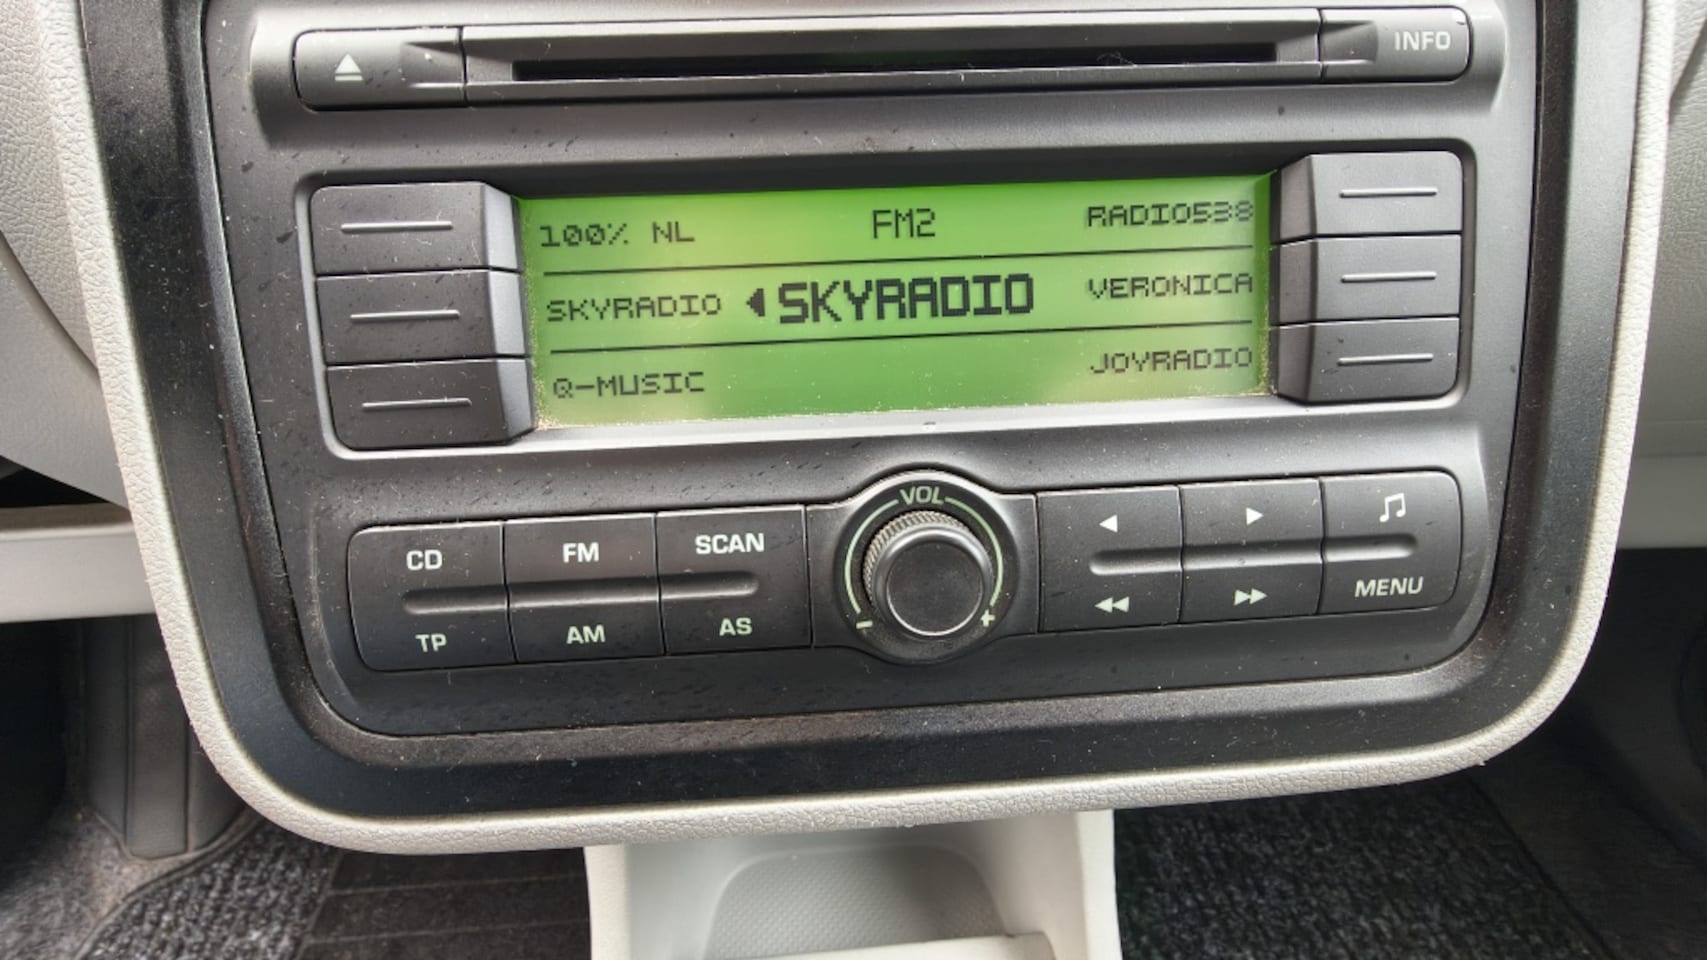 INFO
100% NL FM2 RADIO538
SKYRADIO SKYRADIO VERONICA
Q-MUSIC JOYRADIO
VOL
CD FM SCAN
TP AM AS
- +
MENU